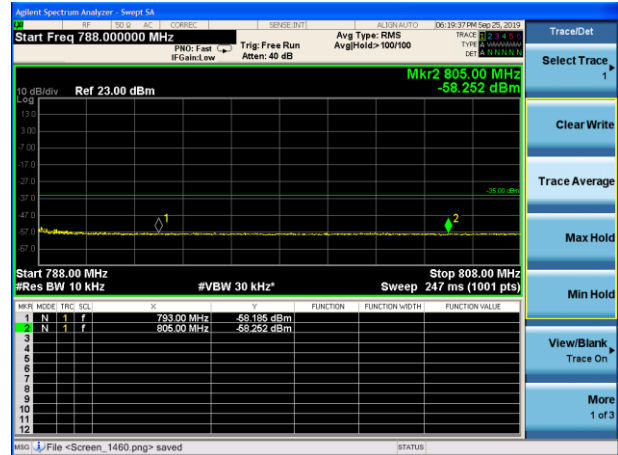 Agilent Spectrum Analyzer - Swept SA
RF 50 Ω AC CORREC SENSE:INT ALIGN AUTO 06:19:37 PM Sep 25, 2019
Start Freq 788.000000 MHz
PNO: Fast
IFGain:Low
Trig: Free Run
Atten: 40 dB
Avg Type: RMS
Avg|Hold:>100/100
TRACE 1 2 3 4 5 6
TYPE A WWWWW
DET A N N N N N
Mkr2 805.00 MHz
-58.252 dBm
10 dB/div Ref 23.00 dBm
Log
13.0
3.00
-7.00
-17.0
-27.0
-35.00 dBm
-37.0
-47.0
1
2
-57.0
-67.0
Start 788.00 MHz
Stop 808.00 MHz
#Res BW 10 kHz #VBW 30 kHz* Sweep 247 ms (1001 pts)
MKR MODE TRC SCL X Y FUNCTION FUNCTION WIDTH FUNCTION VALUE
1 N 1 f 793.00 MHz -58.185 dBm
2 N 1 f 805.00 MHz -58.252 dBm
3
4
5
6
7
8
9
10
11
12
MSG File <Screen_1460.png> saved STATUS
Trace/Det
Select Trace
1
Clear Write
Trace Average
Max Hold
Min Hold
View/Blank
Trace On
More
1 of 3